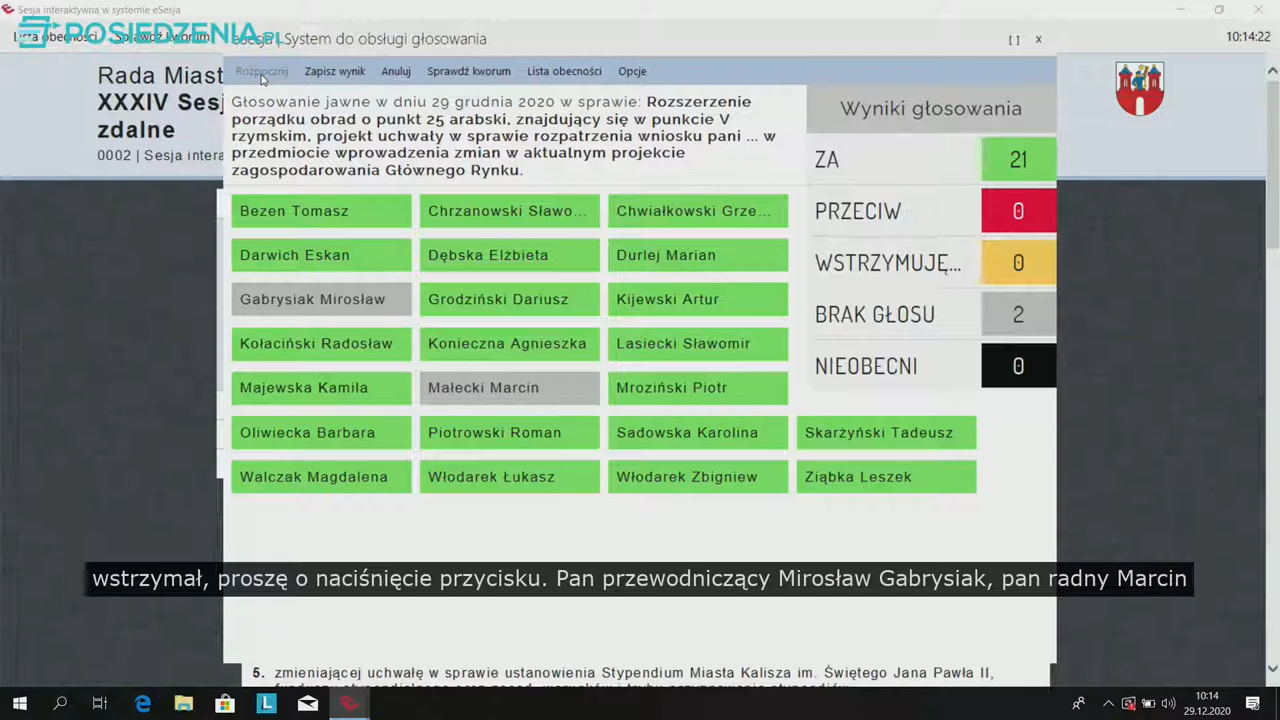 Sesja interaktywna w systemie eSesja
Lista obecności Sprawdź kworum
POSIEDZENIA.PL
eSesja | System do obsługi głosowania
[ ] x
10:14:22
Rada Miasta
XXXIV Sesj
zdalne
0002 | Sesja intera
Rozpocznij Zapisz wynik Anuluj Sprawdź kworum Lista obecności Opcje
Głosowanie jawne w dniu 29 grudnia 2020 w sprawie: Rozszerzenie
porządku obrad o punkt 25 arabski, znajdujący się w punkcie V
rzymskim, projekt uchwały w sprawie rozpatrzenia wniosku pani ... w
przedmiocie wprowadzenia zmian w aktualnym projekcie
zagospodarowania Głównego Rynku.
Wyniki głosowania
ZA 21
PRZECIW 0
WSTRZYMUJĘ... 0
BRAK GŁOSU 2
NIEOBECNI 0
Bezen Tomasz Chrzanowski Sławo... Chwiałkowski Grze...
Darwich Eskan Dębska Elżbieta Durlej Marian
Gabrysiak Mirosław Grodziński Dariusz Kijewski Artur
Kołaciński Radosław Konieczna Agnieszka Lasiecki Sławomir
Majewska Kamila Małecki Marcin Mroziński Piotr
Oliwiecka Barbara Piotrowski Roman Sadowska Karolina Skarżyński Tadeusz
Walczak Magdalena Włodarek Łukasz Włodarek Zbigniew Ziąbka Leszek
wstrzymał, proszę o naciśnięcie przycisku. Pan przewodniczący Mirosław Gabrysiak, pan radny Marcin
5. zmieniającej uchwałę w sprawie ustanowienia Stypendium Miasta Kalisza im. Świętego Jana Pawła II,
10:14
29.12.2020